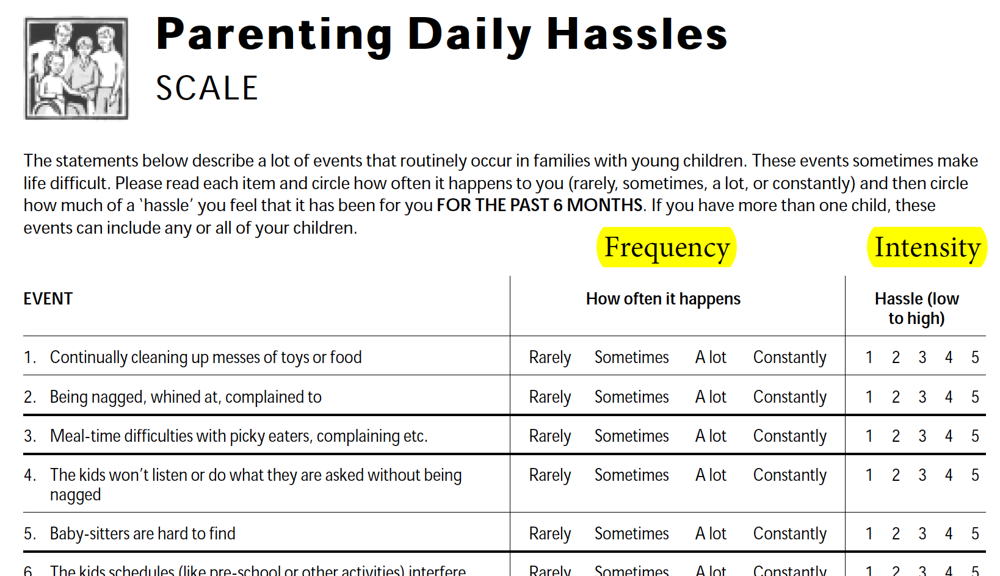 Parenting Daily Hassles
SCALE
The statements below describe a lot of events that routinely occur in families with young children. These events sometimes make
life difficult. Please read each item and circle how often it happens to you (rarely, sometimes, a lot, or constantly) and then circle
how much of a ‘hassle’ you feel that it has been for you FOR THE PAST 6 MONTHS. If you have more than one child, these
events can include any or all of your children.
Frequency Intensity
EVENT How often it happens Hassle (low
to high)
1. Continually cleaning up messes of toys or food Rarely Sometimes A lot Constantly 1 2 3 4 5
2. Being nagged, whined at, complained to Rarely Sometimes A lot Constantly 1 2 3 4 5
3. Meal-time difficulties with picky eaters, complaining etc. Rarely Sometimes A lot Constantly 1 2 3 4 5
4. The kids won’t listen or do what they are asked without being Rarely Sometimes A lot Constantly 1 2 3 4 5
nagged
5. Baby-sitters are hard to find Rarely Sometimes A lot Constantly 1 2 3 4 5
6. The kids schedules (like pre-school or other activities) interfere Rarely Sometimes A lot Constantly 1 2 3 4 5